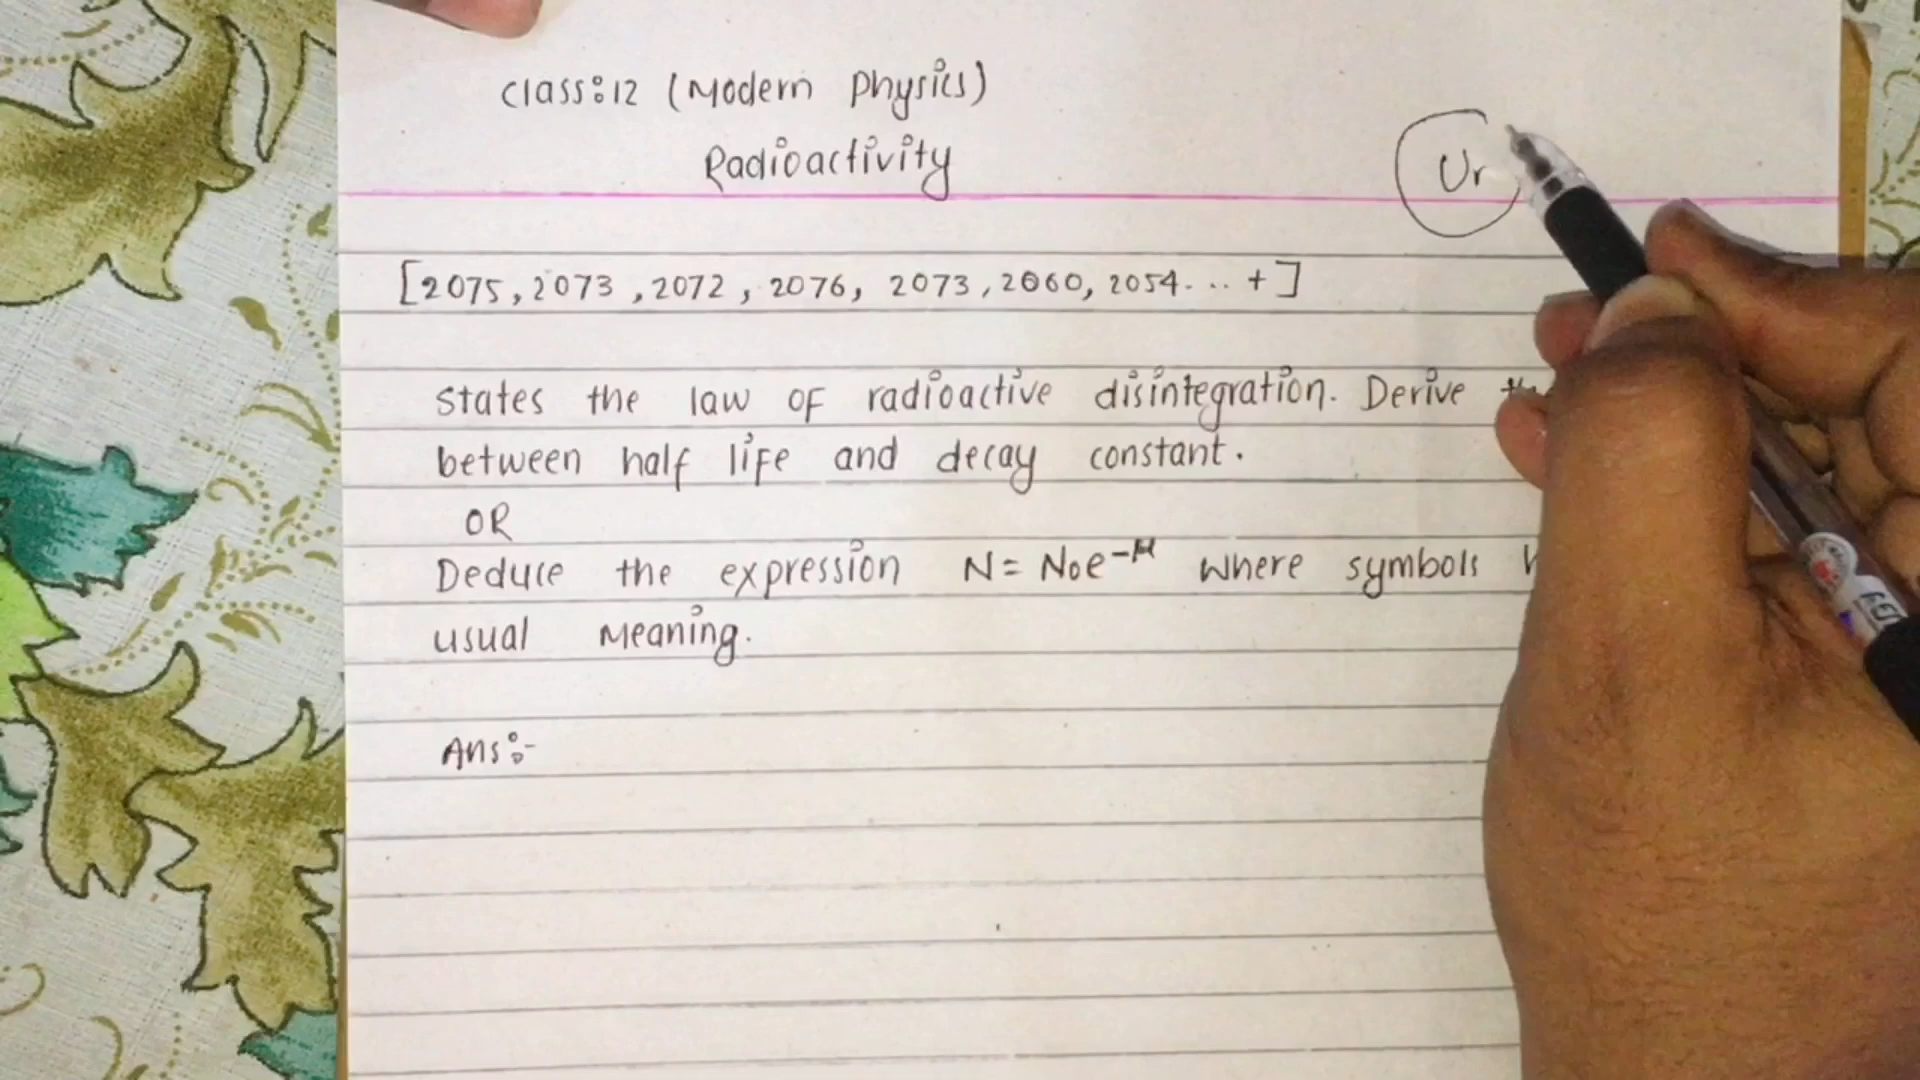 Class:12 (Modern Physics)
Radioactivity
Ur
[2075, 2073, 2072, 2076, 2073, 2060, 2054... +]
States the law of radioactive disintegration. Derive
between half life and decay constant.
OR
Deduce the expression N = N₀e⁻ᵸ where symbols
usual meaning.
Ans:-